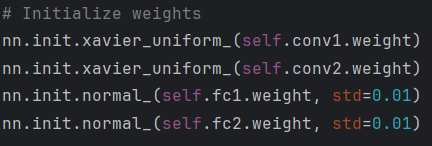 # Initialize weights
nn.init.xavier_uniform_(self.conv1.weight)
nn.init.xavier_uniform_(self.conv2.weight)
nn.init.normal_(self.fc1.weight, std=0.01)
nn.init.normal_(self.fc2.weight, std=0.01)